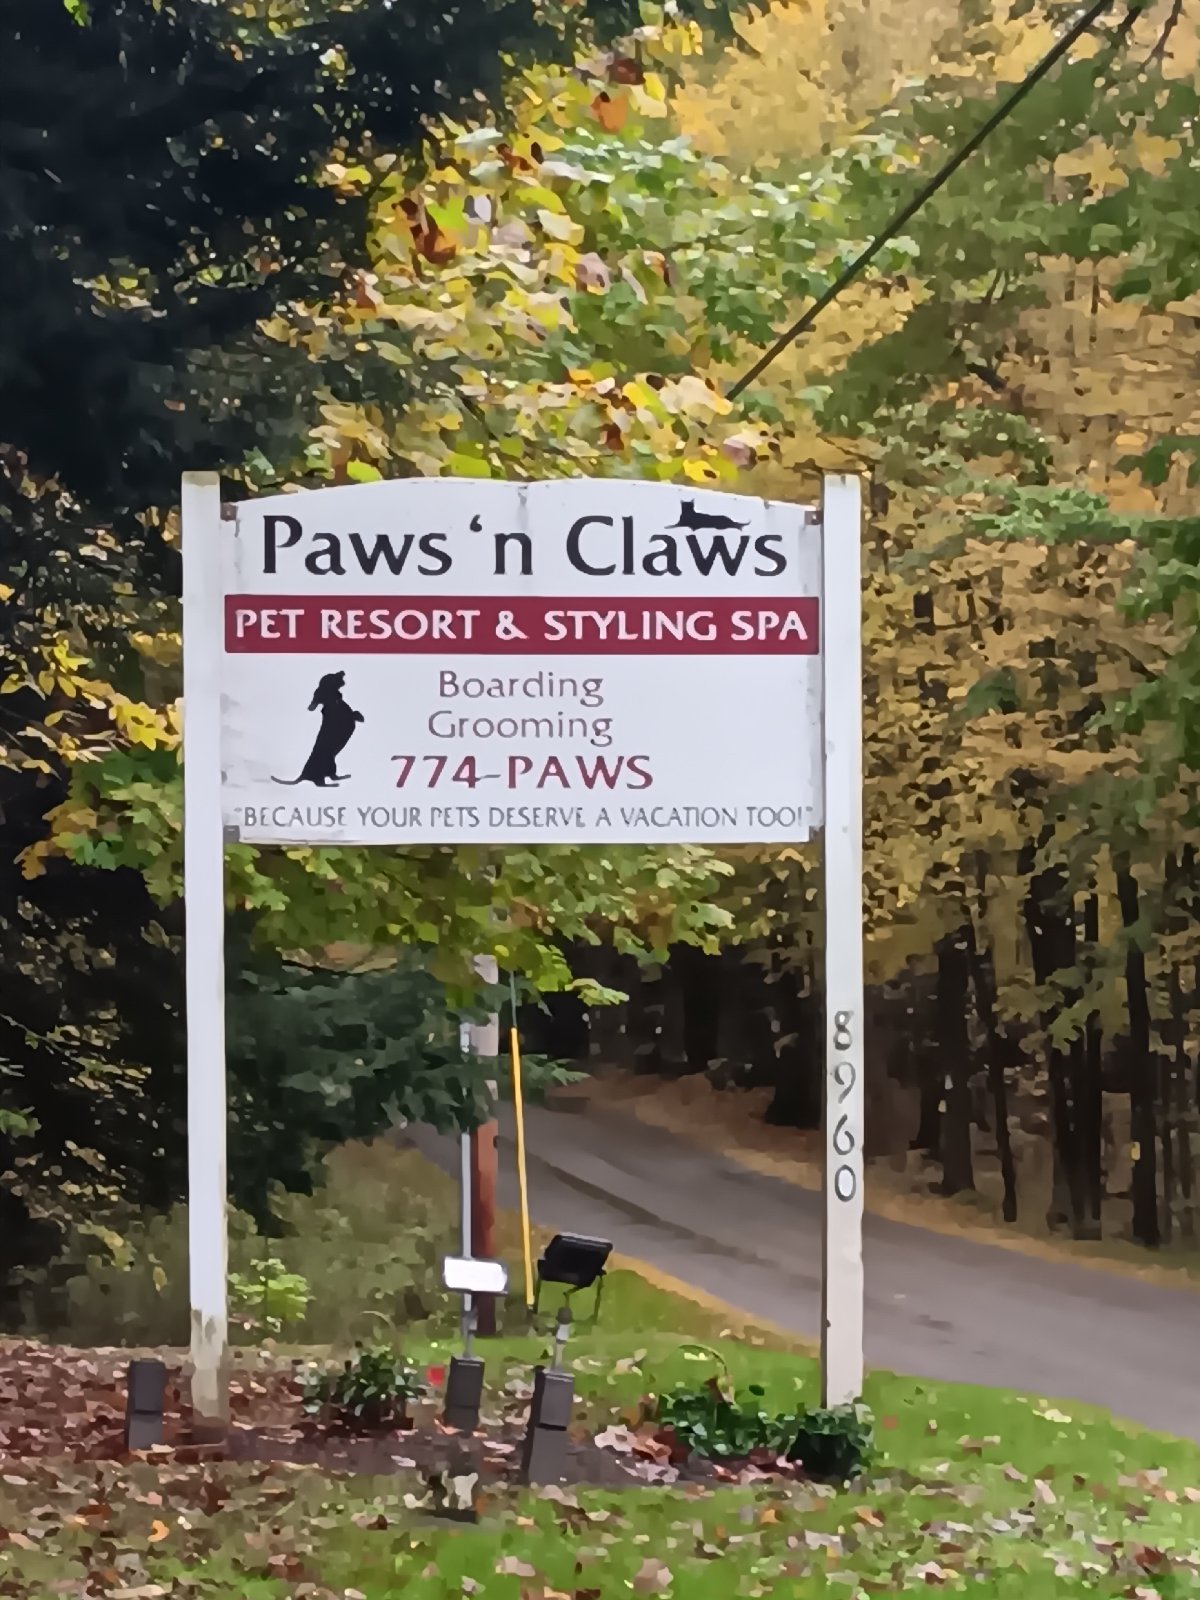 Paws 'n Claws
PET RESORT & STYLING SPA
Boarding
Grooming
774-PAWS
"BECAUSE YOUR PETS DESERVE A VACATION TOO!"
8960